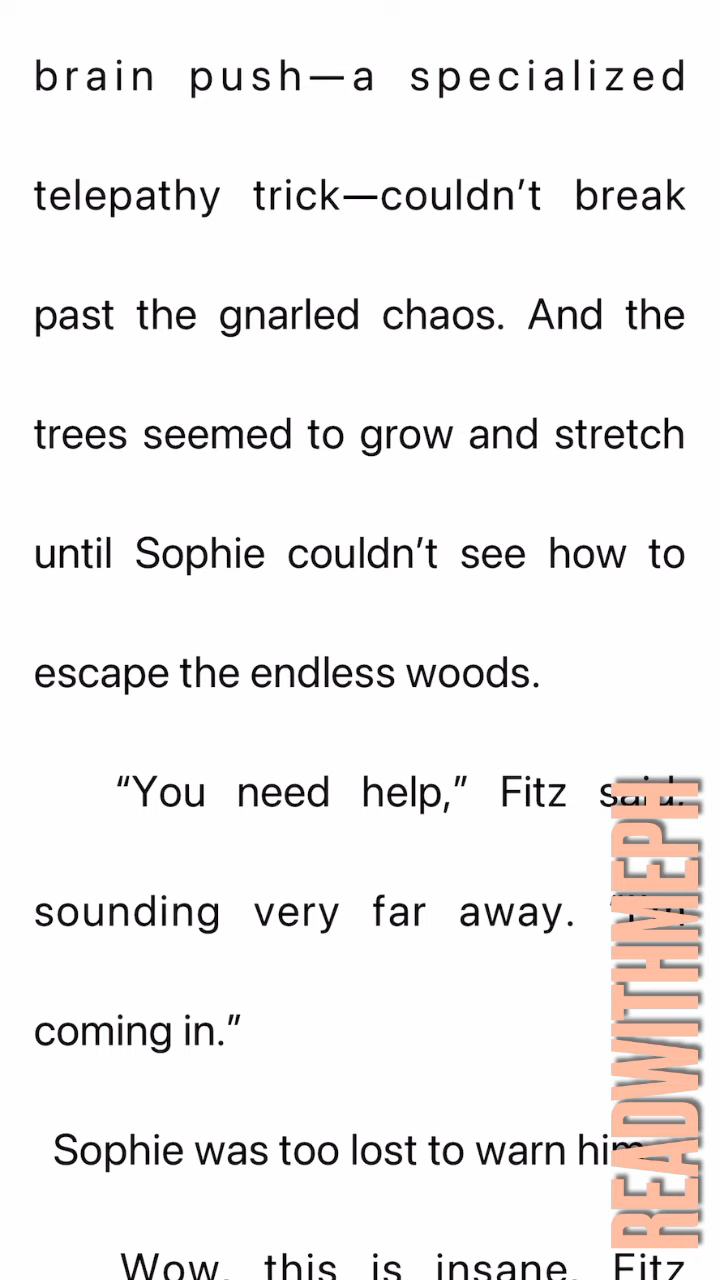 brain push—a specialized
telepathy trick—couldn’t break
past the gnarled chaos. And the
trees seemed to grow and stretch
until Sophie couldn’t see how to
escape the endless woods.
“You need help,” Fitz said,
sounding very far away. “I’m
coming in.”
Sophie was too lost to warn him
Wow, this is insane, Fitz
READWITHMEPH